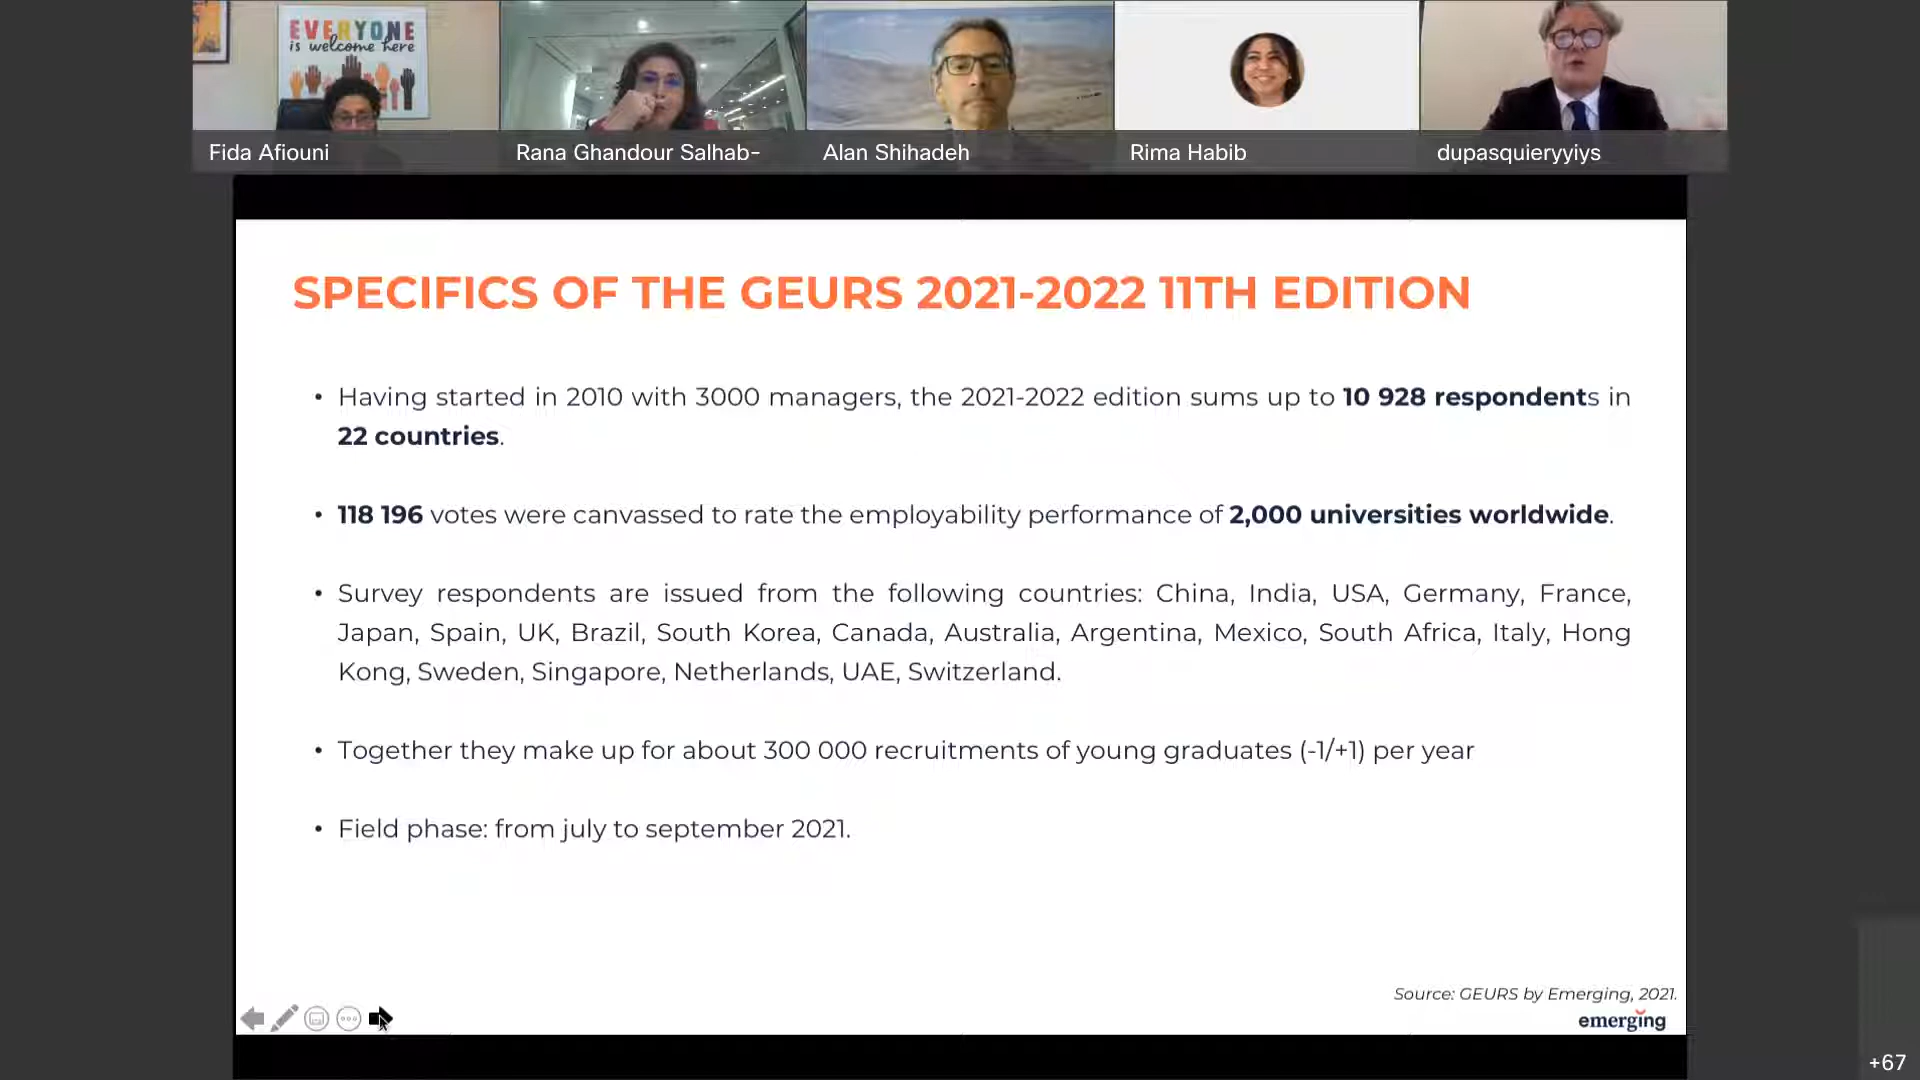 EVERYONE
is welcome here
Fida Afiouni
Rana Ghandour Salhab-
Alan Shihadeh
Rima Habib
dupasquieryyiys
SPECIFICS OF THE GEURS 2021-2022 11TH EDITION
• Having started in 2010 with 3000 managers, the 2021-2022 edition sums up to 10 928 respondents in
22 countries.
• 118 196 votes were canvassed to rate the employability performance of 2,000 universities worldwide.
• Survey respondents are issued from the following countries: China, India, USA, Germany, France,
Japan, Spain, UK, Brazil, South Korea, Canada, Australia, Argentina, Mexico, South Africa, Italy, Hong
Kong, Sweden, Singapore, Netherlands, UAE, Switzerland.
• Together they make up for about 300 000 recruitments of young graduates (-1/+1) per year
• Field phase: from july to september 2021.
Source: GEURS by Emerging, 2021.
emerging
+67